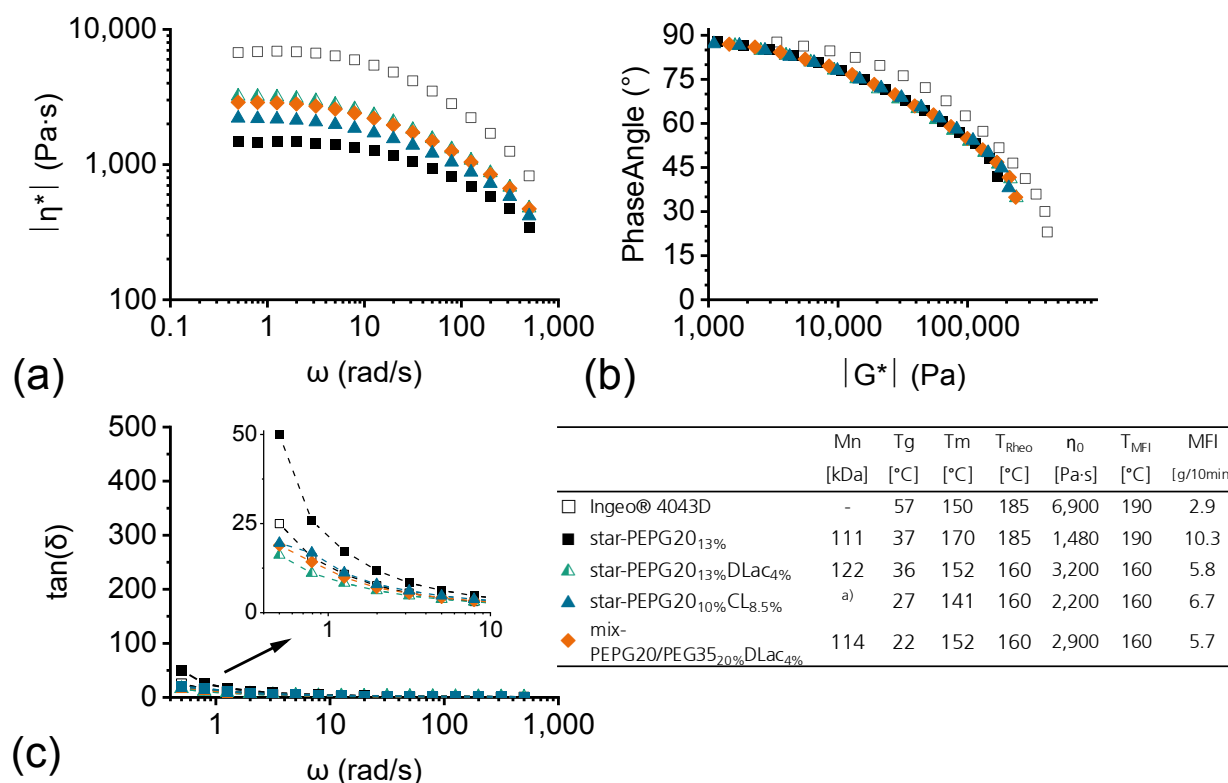 10,000
1,000
100
|η*| (Pa·s)
0.1 1 10 100 1,000
ω (rad/s)
(a)
90
75
60
45
30
15
0
PhaseAngle (°)
1,000 10,000 100,000
|G*| (Pa)
(b)
500
400
300
200
100
0
tan(δ)
50
25
0
1 10
1 10 100 1,000
ω (rad/s)
(c)
Mn Tg Tm TRheo η0 TMFI MFI
[kDa] [°C] [°C] [°C] [Pa·s] [°C] [g/10min]
Ingeo® 4043D - 57 150 185 6,900 190 2.9
star-PEPG2013% 111 37 170 185 1,480 190 10.3
star-PEPG2013%DLac4% 122 36 152 160 3,200 160 5.8
star-PEPG2010%CL8.5% a) 27 141 160 2,200 160 6.7
mix-
PEPG20/PEG3520%DLac4% 114 22 152 160 2,900 160 5.7